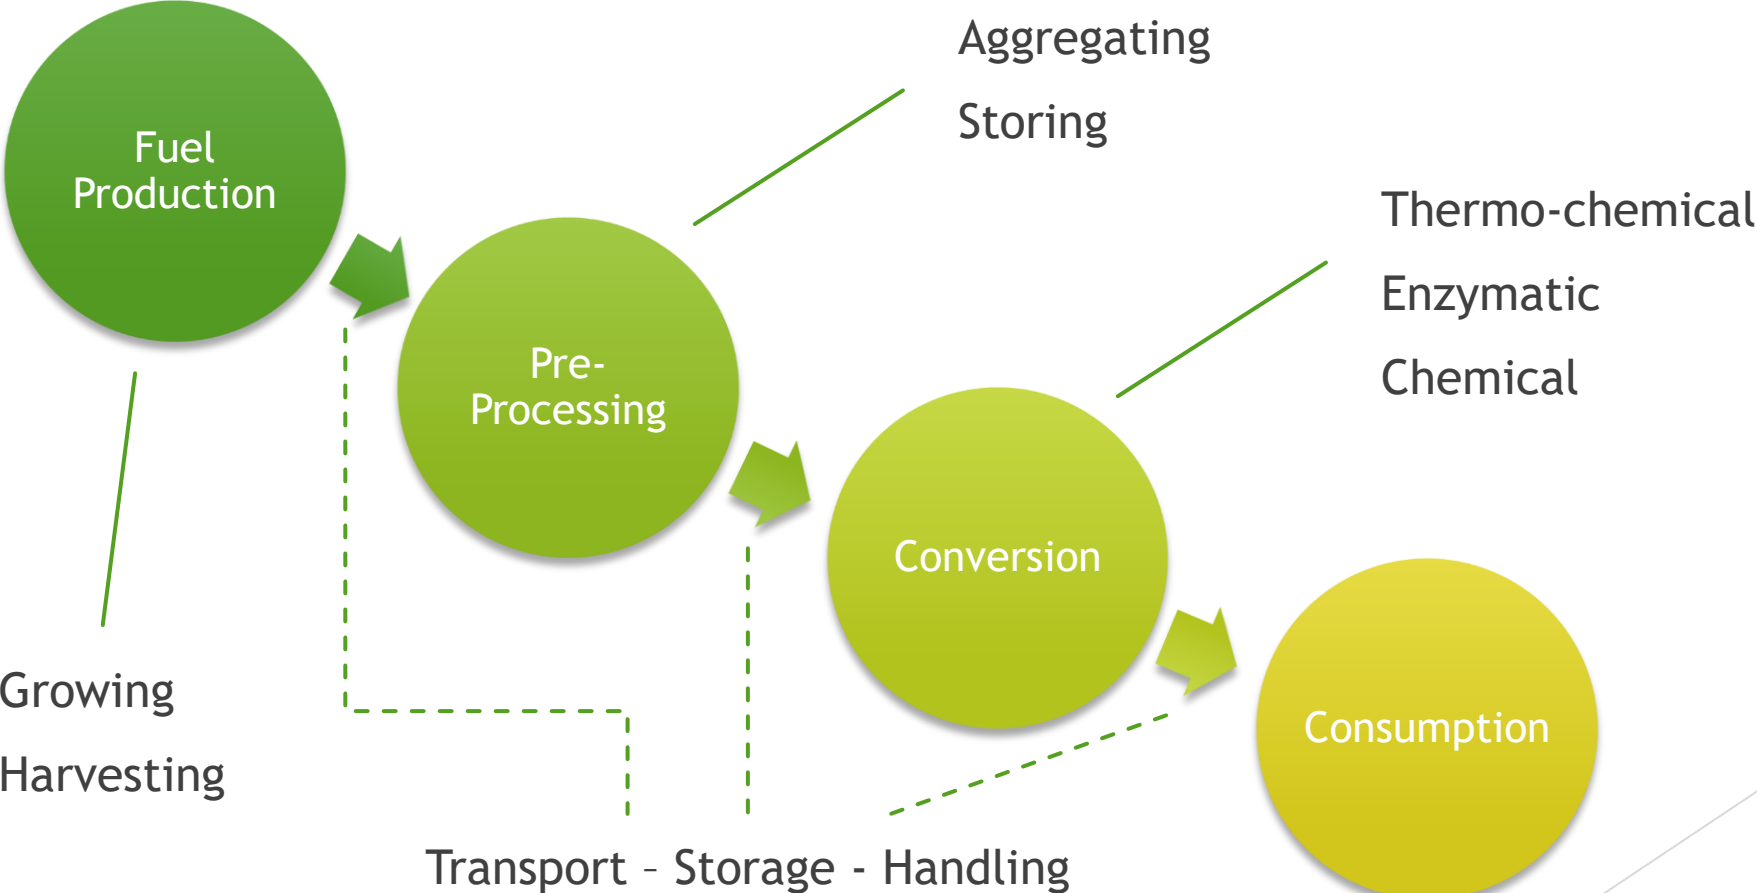 Fuel
Production
Aggregating
Storing
Pre-
Processing
Thermo-chemical
Enzymatic
Chemical
Conversion
Consumption
Growing
Harvesting
Transport – Storage - Handling